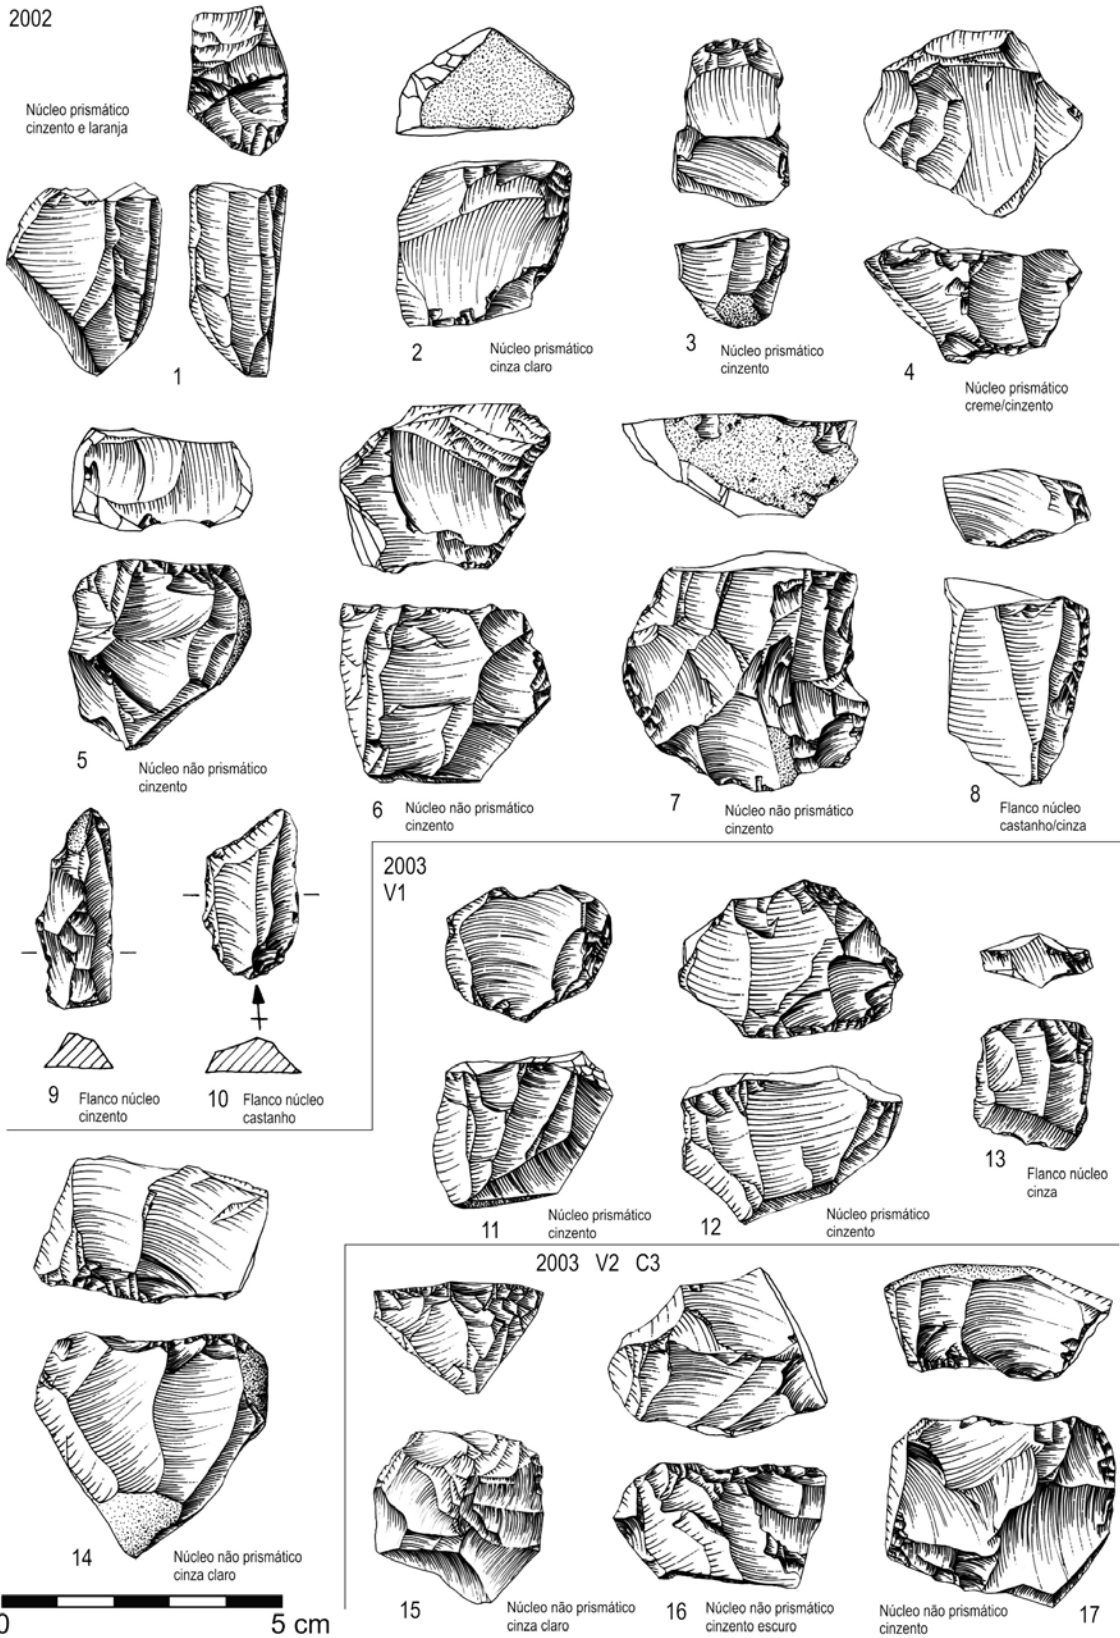 2002
Núcleo prismático
cinzento e laranja
1
2
Núcleo prismático
cinza claro
3
Núcleo prismático
cinzento
4
Núcleo prismático
creme/cinzento
5
Núcleo não prismático
cinzento
6
Núcleo não prismático
cinzento
7
Núcleo não prismático
cinzento
8
Flanco núcleo
castanho/cinza
9
Flanco núcleo
cinzento
10
Flanco núcleo
castanho
2003
V1
11
Núcleo prismático
cinzento
12
Núcleo prismático
cinzento
13
Flanco núcleo
cinza
14
Núcleo não prismático
cinza claro
0 5 cm
2003 V2 C3
15
Núcleo não prismático
cinza claro
16
Núcleo não prismático
cinzento escuro
Núcleo não prismático
cinzento
17